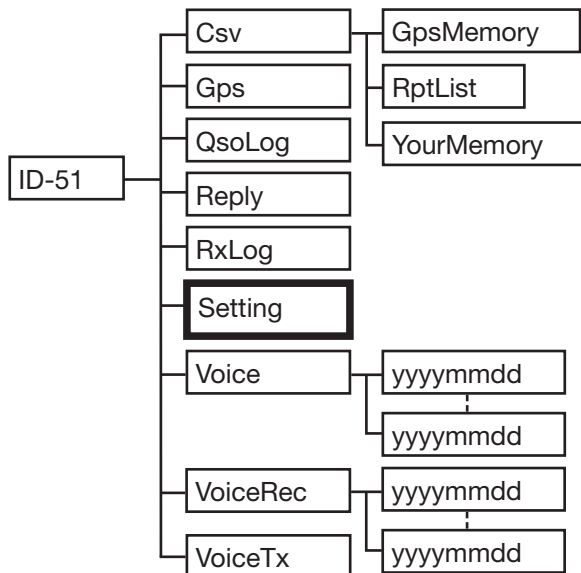 Csv
GpsMemory
Gps
RptList
QsoLog
YourMemory
ID-51
Reply
RxLog
Setting
Voice
yyyymmdd
yyyymmdd
VoiceRec
yyyymmdd
VoiceTx
yyyymmdd